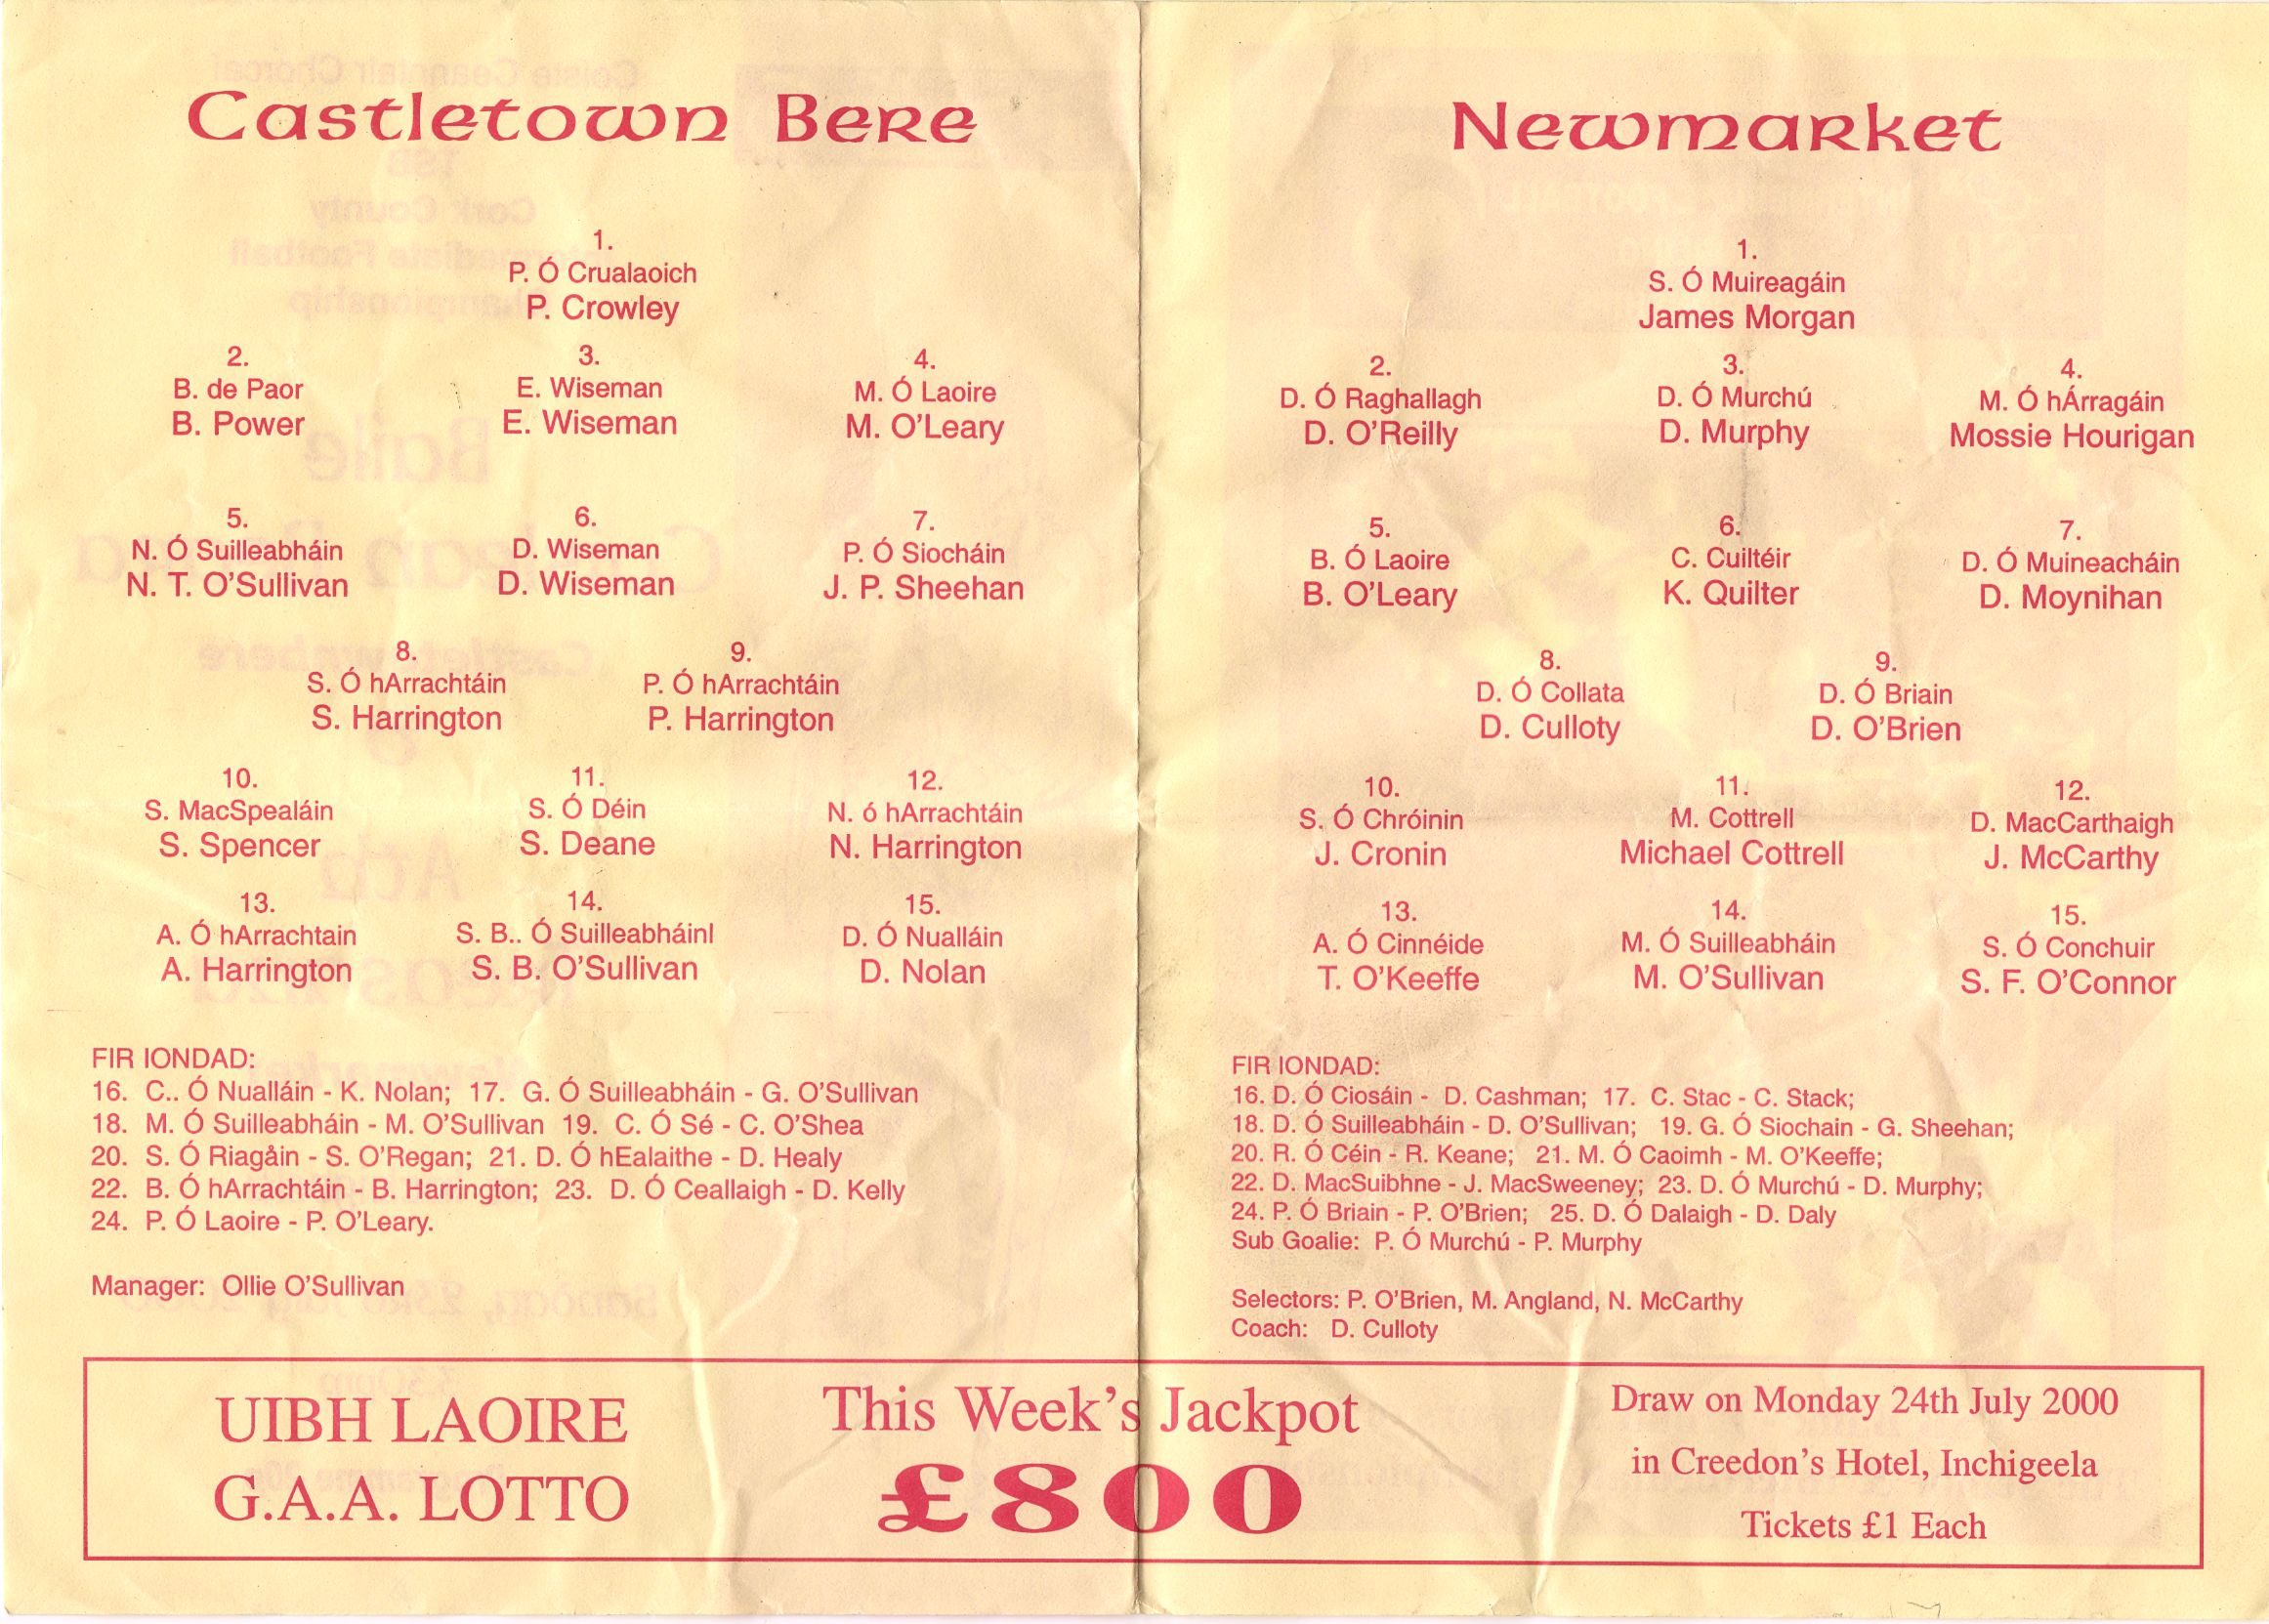 Castletown Bere
1.
P. Ó Crualaoich
P. Crowley
2.
B. de Paor
B. Power
3.
E. Wiseman
E. Wiseman
4.
M. Ó Laoire
M. O'Leary
5.
N. Ó Suilleabháin
N. T. O'Sullivan
6.
D. Wiseman
D. Wiseman
7.
P. Ó Siocháin
J. P. Sheehan
8.
S. Ó hArrachtáin
S. Harrington
9.
P. Ó hArrachtáin
P. Harrington
10.
S. MacSpealáin
S. Spencer
11.
S. Ó Déin
S. Deane
12.
N. ó hArrachtáin
N. Harrington
13.
A. Ó hArrachtain
A. Harrington
14.
S. B.. Ó Suilleabháinl
S. B. O'Sullivan
15.
D. Ó Nualláin
D. Nolan
FIR IONDAD:
16. C.. Ó Nualláin - K. Nolan; 17. G. Ó Suilleabháin - G. O'Sullivan
18. M. Ó Suilleabháin - M. O'Sullivan 19. C. Ó Sé - C. O'Shea
20. S. Ó Riagåin - S. O'Regan; 21. D. Ó hEalaithe - D. Healy
22. B. Ó hArrachtáin - B. Harrington; 23. D. Ó Ceallaigh - D. Kelly
24. P. Ó Laoire - P. O'Leary.
Manager: Ollie O'Sullivan
Newmarket
1.
S. Ó Muireagáin
James Morgan
2.
D. Ó Raghallagh
D. O'Reilly
3.
D. Ó Murchú
D. Murphy
4.
M. Ó hÁrragáin
Mossie Hourigan
5.
B. Ó Laoire
B. O'Leary
6.
C. Cuiltéir
K. Quilter
7.
D. Ó Muineacháin
D. Moynihan
8.
D. Ó Collata
D. Culloty
9.
D. Ó Briain
D. O'Brien
10.
S. Ó Chróinin
J. Cronin
11.
M. Cottrell
Michael Cottrell
12.
D. MacCarthaigh
J. McCarthy
13.
A. Ó Cinnéide
T. O'Keeffe
14.
M. Ó Suilleabháin
M. O'Sullivan
15.
S. Ó Conchuir
S. F. O'Connor
FIR IONDAD:
16. D. Ó Ciosáin - D. Cashman; 17. C. Stac - C. Stack;
18. D. Ó Suilleabháin - D. O'Sullivan; 19. G. Ó Siochain - G. Sheehan;
20. R. Ó Céin - R. Keane; 21. M. Ó Caoimh - M. O'Keeffe;
22. D. MacSuibhne - J. MacSweeney; 23. D. Ó Murchú - D. Murphy;
24. P. Ó Briain - P. O'Brien; 25. D. Ó Dalaigh - D. Daly
Sub Goalie: P. Ó Murchú - P. Murphy
Selectors: P. O'Brien, M. Angland, N. McCarthy
Coach: D. Culloty
UIBH LAOIRE
G.A.A. LOTTO
This Week's Jackpot
£800
Draw on Monday 24th July 2000
in Creedon's Hotel, Inchigeela
Tickets £1 Each